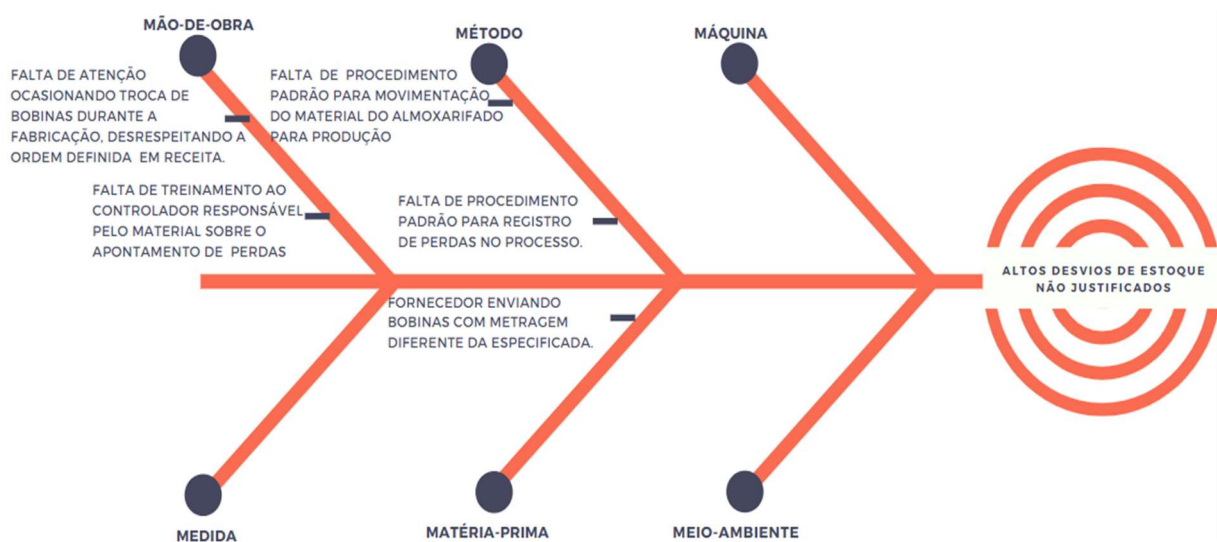 MÃO-DE-OBRA
MÉTODO
MÁQUINA
FALTA DE ATENÇÃO
OCASIONANDO TROCA DE
BOBINAS DURANTE A
FABRICAÇÃO, DESRESPEITANDO A
ORDEM DEFINIDA EM RECEITA.
FALTA DE PROCEDIMENTO
PADRÃO PARA MOVIMENTAÇÃO
DO MATERIAL DO ALMOXARIFADO
PARA PRODUÇÃO
FALTA DE TREINAMENTO AO
CONTROLADOR RESPONSÁVEL
PELO MATERIAL SOBRE O
APONTAMENTO DE PERDAS
FALTA DE PROCEDIMENTO
PADRÃO PARA REGISTRO
DE PERDAS NO PROCESSO.
ALTOS DESVIOS DE ESTOQUE
NÃO JUSTIFICADOS
FORNECEDOR ENVIANDO
BOBINAS COM METRAGEM
DIFERENTE DA ESPECIFICADA.
MEDIDA
MATÉRIA-PRIMA
MEIO-AMBIENTE